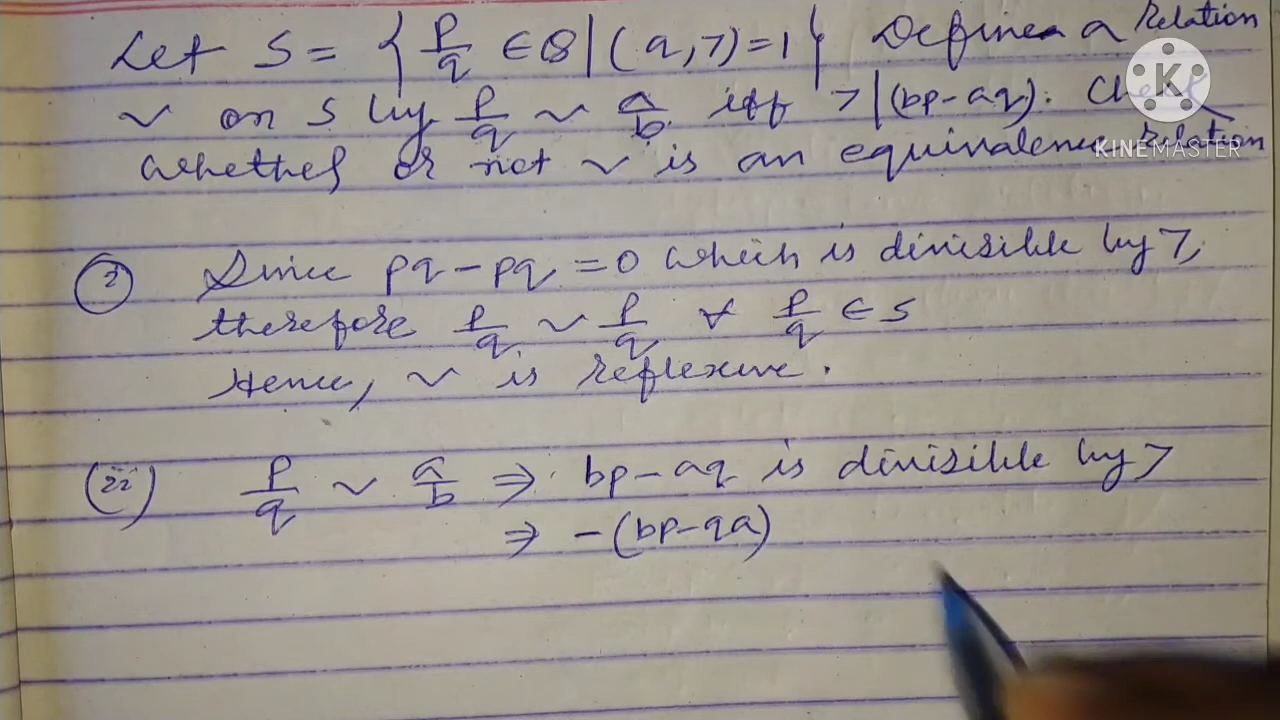 Let S = { p/q ∈ Q | (q,7)=1 } Define a relation
~ on S by p/q ~ a/b iff 7|(bp-aq). Check
whether or not ~ is an equivalence relation
K
KINEMASTER
(i) Since pq-pq=0 which is divisible by 7,
therefore p/q ~ p/q ∀ p/q ∈ S
Hence, ~ is reflexive.
(ii) p/q ~ a/b ⇒ bp-aq is divisible by 7
⇒ -(bp-qa)